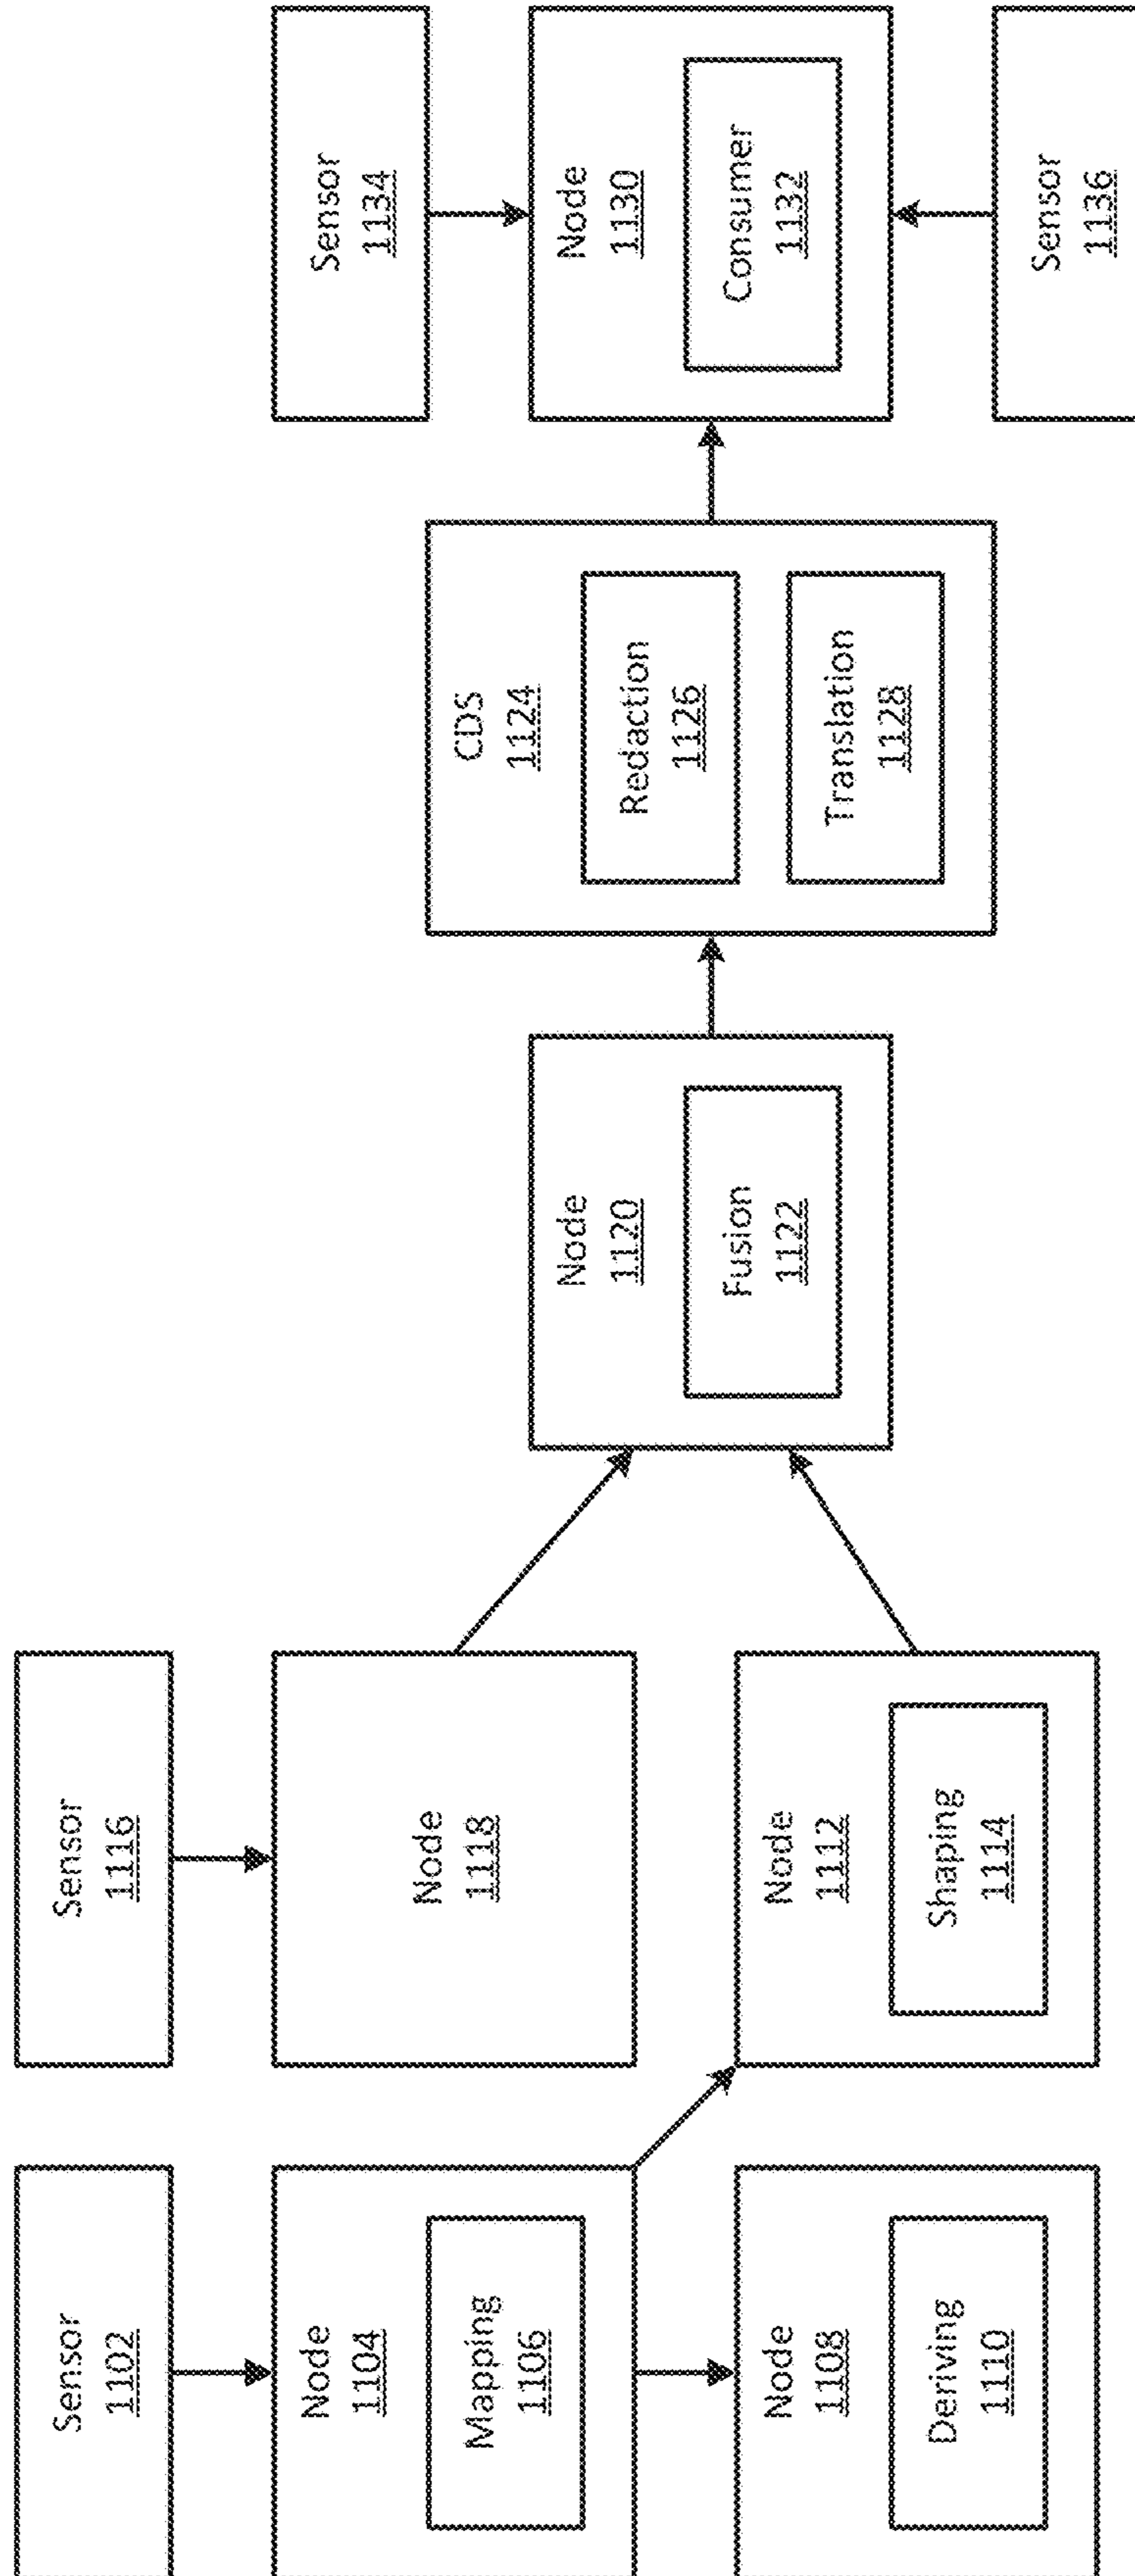 Sensor
1102
Node
1104
Mapping
1106
Node
1108
Deriving
1110
Sensor
1116
Node
1118
Node
1112
Shaping
1114
Node
1120
Fusion
1122
CDS
1124
Redaction
1126
Translation
1128
Sensor
1134
Node
1130
Consumer
1132
Sensor
1136